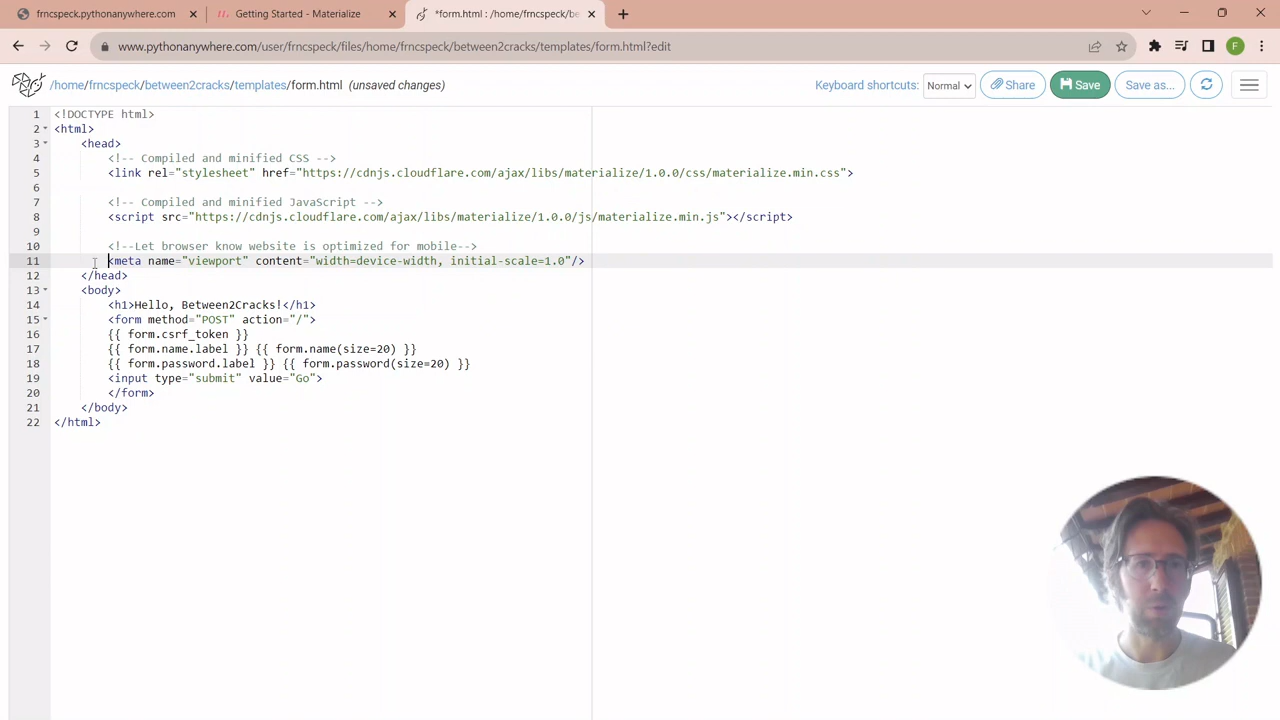 frncspeck.pythonanywhere.com
Getting Started - Materialize
*form.html : /home/frncspeck/be
www.pythonanywhere.com/user/frncspeck/files/home/frncspeck/between2cracks/templates/form.html?edit
F
/home/frncspeck/between2cracks/templates/form.html (unsaved changes)
Keyboard shortcuts: Normal Share Save Save as...
1 <!DOCTYPE html>
2 <html>
3 <head>
4 <!-- Compiled and minified CSS -->
5 <link rel="stylesheet" href="https://cdnjs.cloudflare.com/ajax/libs/materialize/1.0.0/css/materialize.min.css">
6
7 <!-- Compiled and minified JavaScript -->
8 <script src="https://cdnjs.cloudflare.com/ajax/libs/materialize/1.0.0/js/materialize.min.js"></script>
9
10 <!--Let browser know website is optimized for mobile-->
11 <meta name="viewport" content="width=device-width, initial-scale=1.0"/>
12 </head>
13 <body>
14 <h1>Hello, Between2Cracks!</h1>
15 <form method="POST" action="/">
16 {{ form.csrf_token }}
17 {{ form.name.label }} {{ form.name(size=20) }}
18 {{ form.password.label }} {{ form.password(size=20) }}
19 <input type="submit" value="Go">
20 </form>
21 </body>
22 </html>